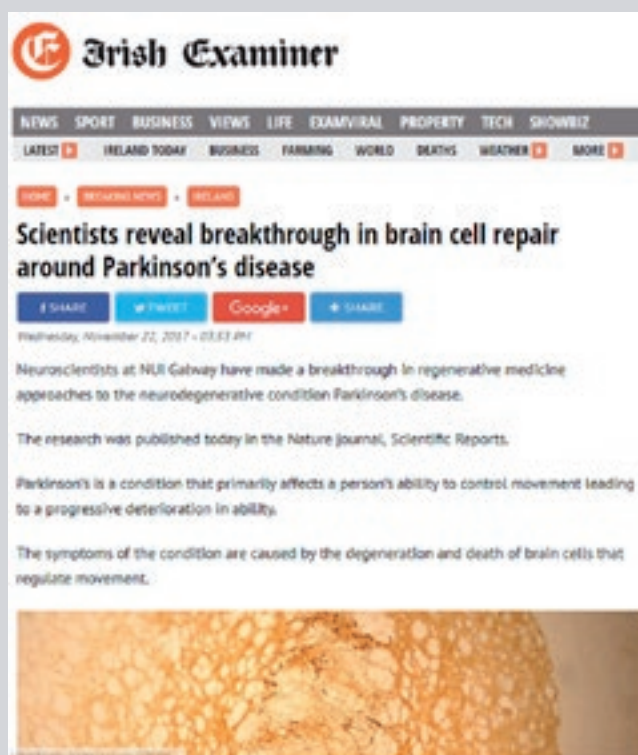 Irish Examiner
NEWS SPORT BUSINESS VIEWS LIFE EXAMVIRAL PROPERTY TECH SHOWBIZ
LATEST IRELAND TODAY BUSINESS FARMING WORLD DEATHS WEATHER MORE
HOME BREAKING NEWS IRELAND
Scientists reveal breakthrough in brain cell repair
around Parkinson's disease
f SHARE TWEET Google+ SHARE
Wednesday, November 22, 2017 - 03:53 PM
Neuroscientists at NUI Galway have made a breakthrough in regenerative medicine
approaches to the neurodegenerative condition Parkinson's disease.
The research was published today in the Nature journal, Scientific Reports.
Parkinson's is a condition that primarily affects a person's ability to control movement leading
to a progressive deterioration in ability.
The symptoms of the condition are caused by the degeneration and death of brain cells that
regulate movement.